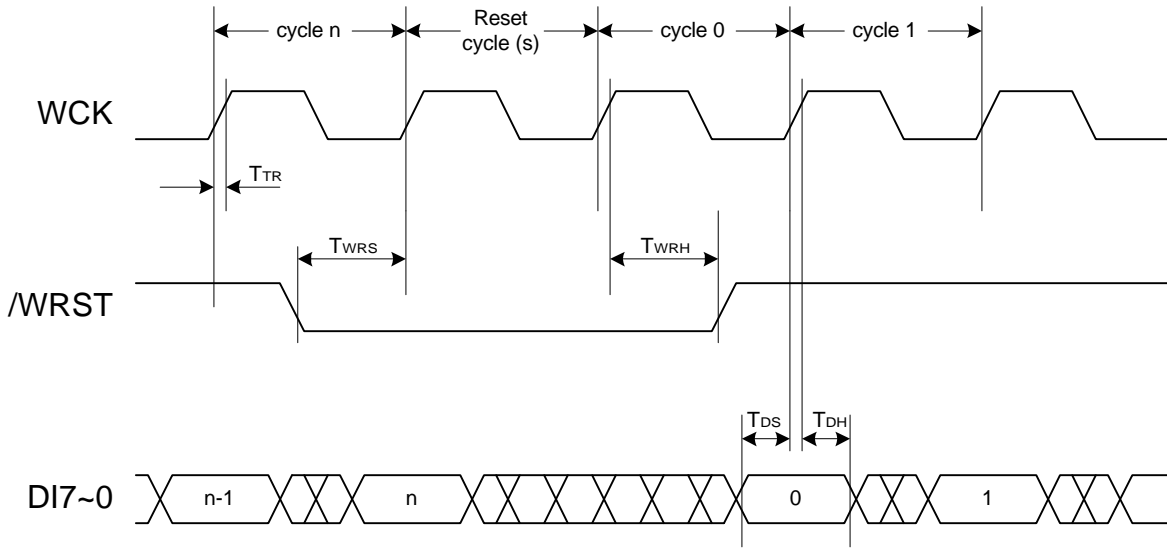 cycle n
Reset
cycle (s)
cycle 0
cycle 1
WCK
TTR
TWRS
TWRH
/WRST
TDS
TDH
DI7~0
n-1
n
0
1